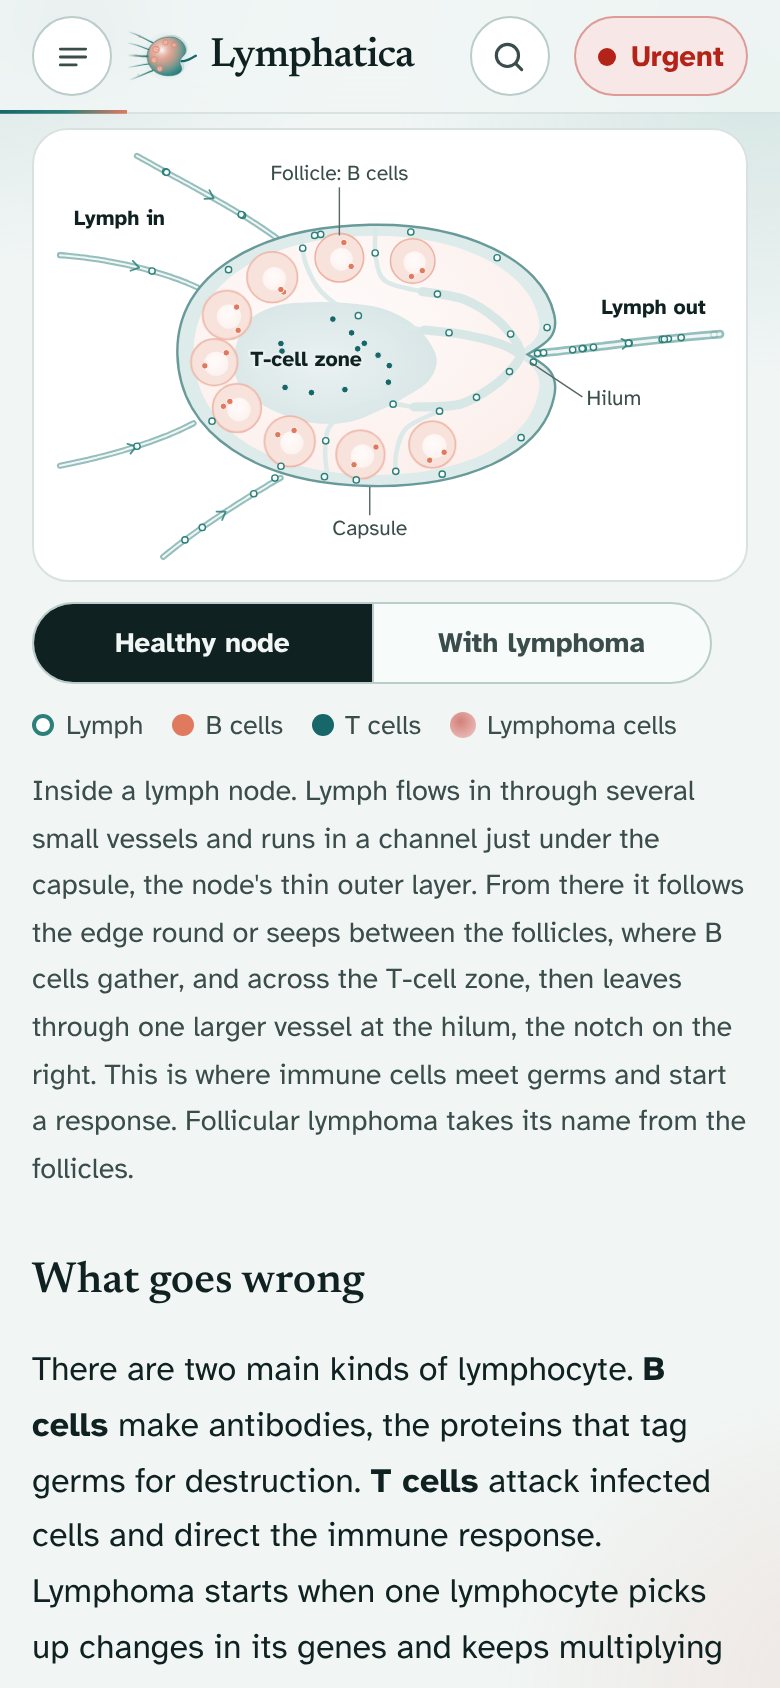 Lymphatica
Urgent
Follicle: B cells
Lymph in
Lymph out
T-cell zone
Hilum
Capsule
Healthy node
With lymphoma
Lymph
B cells
T cells
Lymphoma cells
Inside a lymph node. Lymph flows in through several
small vessels and runs in a channel just under the
capsule, the node's thin outer layer. From there it follows
the edge round or seeps between the follicles, where B
cells gather, and across the T-cell zone, then leaves
through one larger vessel at the hilum, the notch on the
right. This is where immune cells meet germs and start
a response. Follicular lymphoma takes its name from the
follicles.
What goes wrong
There are two main kinds of lymphocyte. B
cells make antibodies, the proteins that tag
germs for destruction. T cells attack infected
cells and direct the immune response.
Lymphoma starts when one lymphocyte picks
up changes in its genes and keeps multiplying